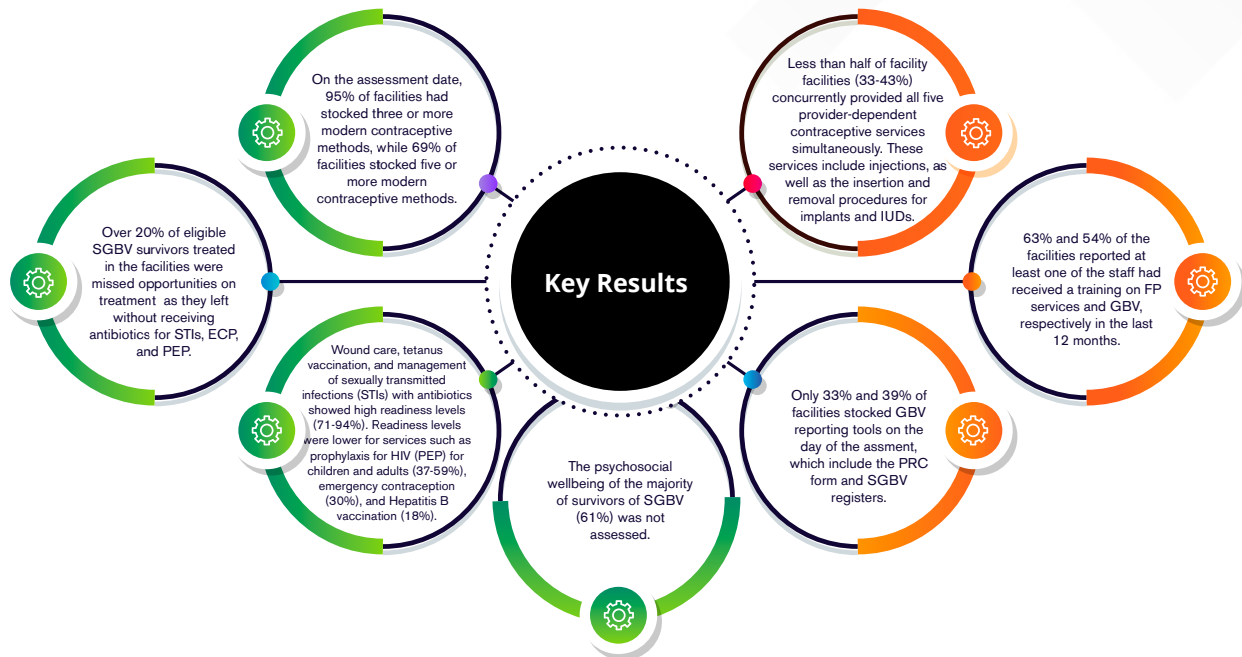 On the assessment date,
95% of facilities had
stocked three or more
modern contraceptive
methods, while 69% of
facilities stocked five or
more modern
contraceptive methods.
Less than half of facility
facilities (33-43%)
concurrently provided all five
provider-dependent
contraceptive services
simultaneously. These
services include injections, as
well as the insertion and
removal procedures for
implants and IUDs.
Over 20% of eligible
SGBV survivors treated
in the facilities were
missed opportunities on
treatment as they left
without receiving
antibiotics for STIs, ECP,
and PEP.
Key Results
63% and 54% of the
facilities reported at
least one of the staff had
received a training on FP
services and GBV,
respectively in the last
12 months.
Wound care, tetanus
vaccination, and management
of sexually transmitted
infections (STIs) with antibiotics
showed high readiness levels
(71-94%). Readiness levels
were lower for services such as
prophylaxis for HIV (PEP) for
children and adults (37-59%),
emergency contraception
(30%), and Hepatitis B
vaccination (18%).
The psychosocial
wellbeing of the majority
of survivors of SGBV
(61%) was not
assessed.
Only 33% and 39% of
facilities stocked GBV
reporting tools on the
day of the assment,
which include the PRC
form and SGBV
registers.